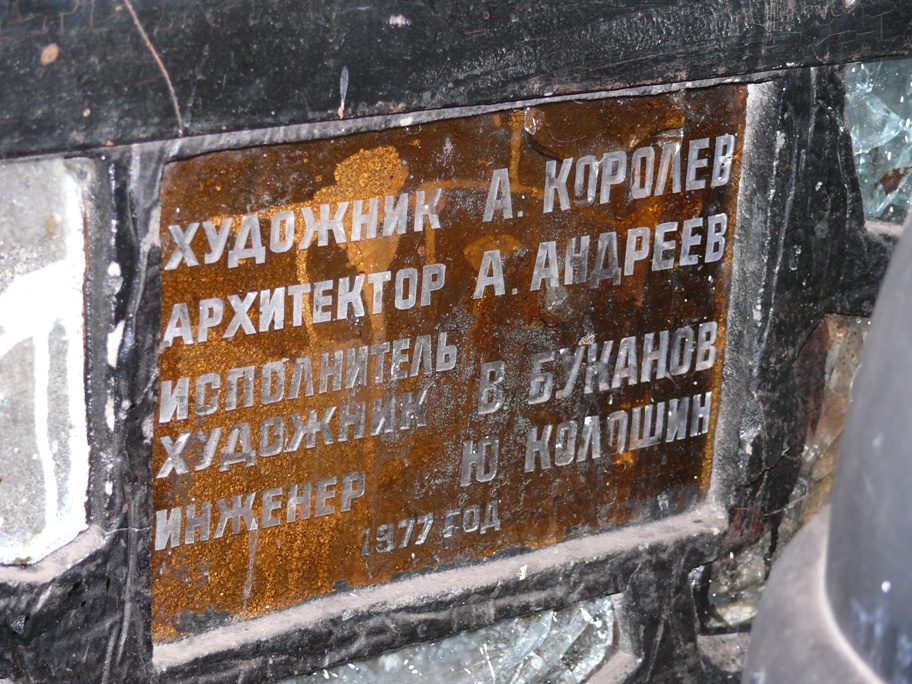 ХУДОЖНИК А. КОРОЛЕВ
АРХИТЕКТОР А. АНДРЕЕВ
ИСПОЛНИТЕЛЬ
ХУДОЖНИК В БУКАНОВ
ИНЖЕНЕР Ю КОЛОШИН
1977 ГОД